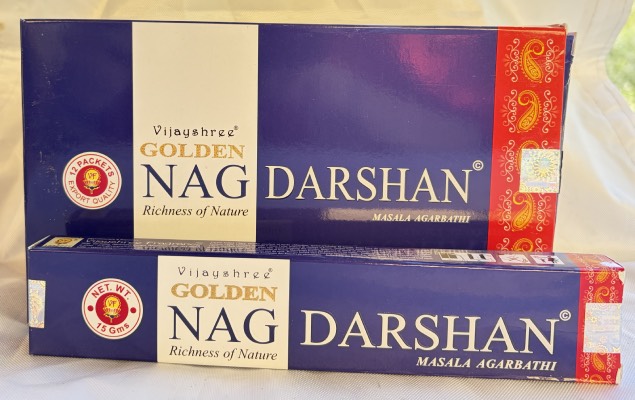 Vijayshree®
GOLDEN
NAG DARSHAN©
Richness of Nature
MASALA AGARBATHI
12 PACKETS
EXPORT QUALITY
Vijayshree®
GOLDEN
NAG DARSHAN©
Richness of Nature
MASALA AGARBATHI
NET. WT.
15 Gms